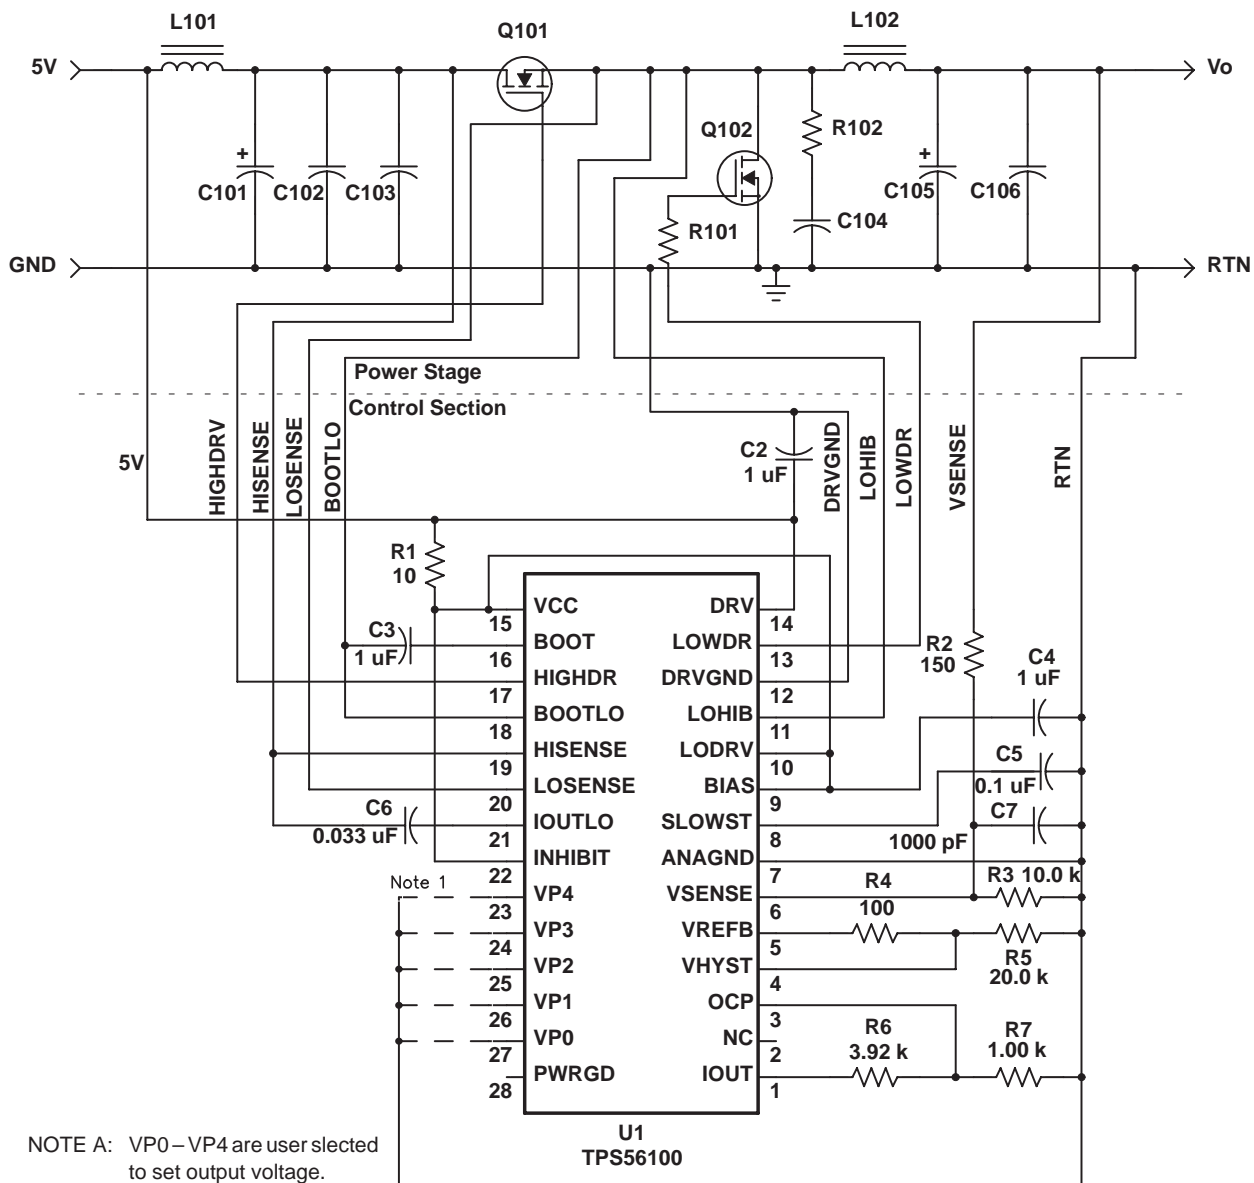 L101
Q101
L102
5V
Vo
Q102
R102
+
C101
C102
C103
+
C105
C106
R101
C104
GND
RTN
Power Stage
Control Section
5V
HIGHDRV
HISENSE
LOSENSE
BOOTLO
C2
1 uF
DRVGND
LOHIB
LOWDR
VSENSE
RTN
R1
10
C3
1 uF
R2
150
C4
1 uF
C5
0.1 uF
C6
0.033 uF
C7
1000 pF
R3 10.0 k
R4
100
R5
20.0 k
R6
3.92 k
R7
1.00 k
Note 1
VCC
15
BOOT
16
HIGHDR
17
BOOTLO
18
HISENSE
19
LOSENSE
20
IOUTLO
21
INHIBIT
22
VP4
23
VP3
24
VP2
25
VP1
26
VP0
27
PWRGD
28
DRV
14
LOWDR
13
DRVGND
12
LOHIB
11
LODRV
10
BIAS
9
SLOWST
8
ANAGND
7
VSENSE
6
VREFB
5
VHYST
4
OCP
3
NC
2
IOUT
1
U1
TPS56100
NOTE A: VP0 – VP4 are user slected
to set output voltage.